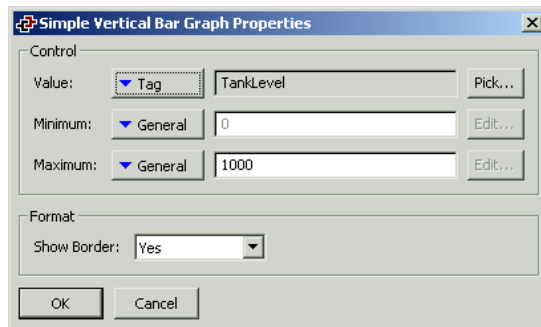 Simple Vertical Bar Graph Properties
Control
Value: Tag TankLevel Pick...
Minimum: General 0 Edit...
Maximum: General 1000 Edit...
Format
Show Border: Yes
OK Cancel